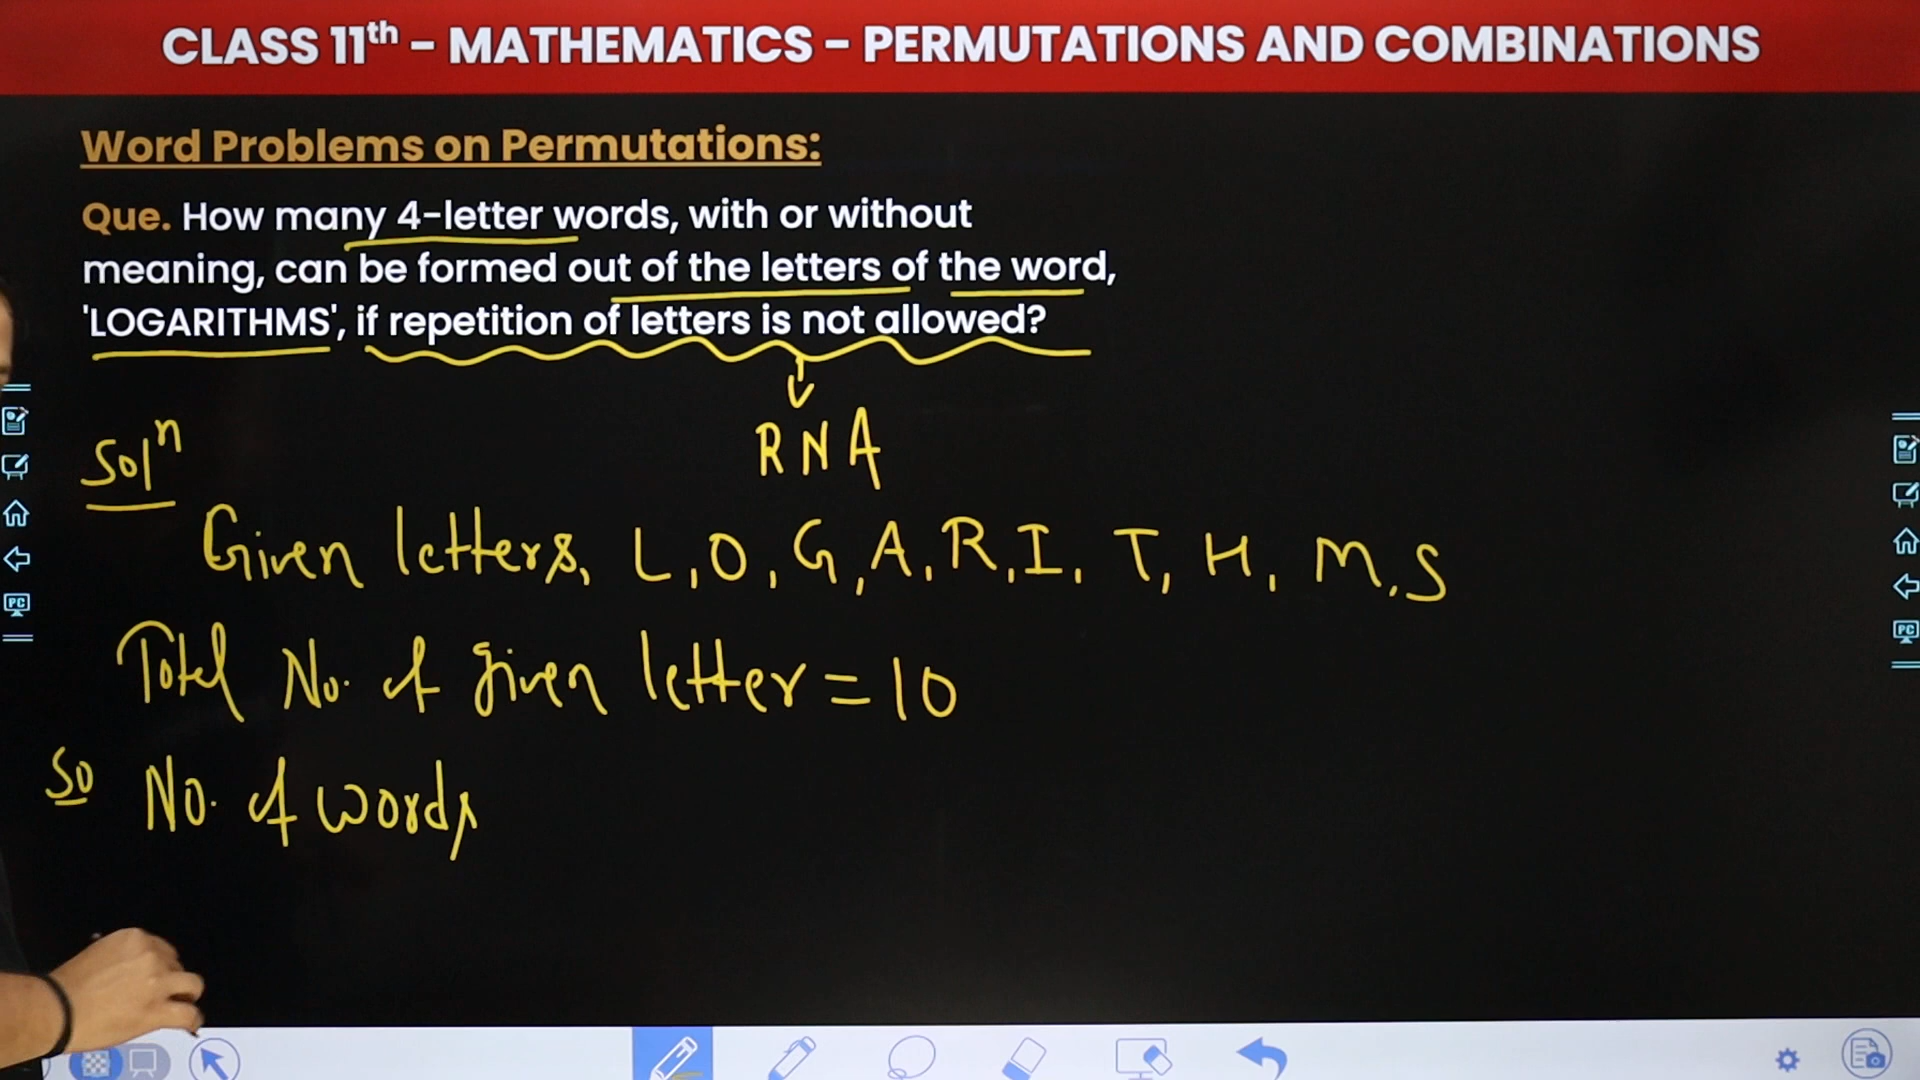 CLASS 11th - MATHEMATICS - PERMUTATIONS AND COMBINATIONS
Word Problems on Permutations:
Que. How many 4-letter words, with or without
meaning, can be formed out of the letters of the word,
'LOGARITHMS', if repetition of letters is not allowed?
RNA
Solⁿ
Given letters, L, O, G, A, R, I, T, H, M, S
Total No. of given letter = 10
So No. of words
PC
PC